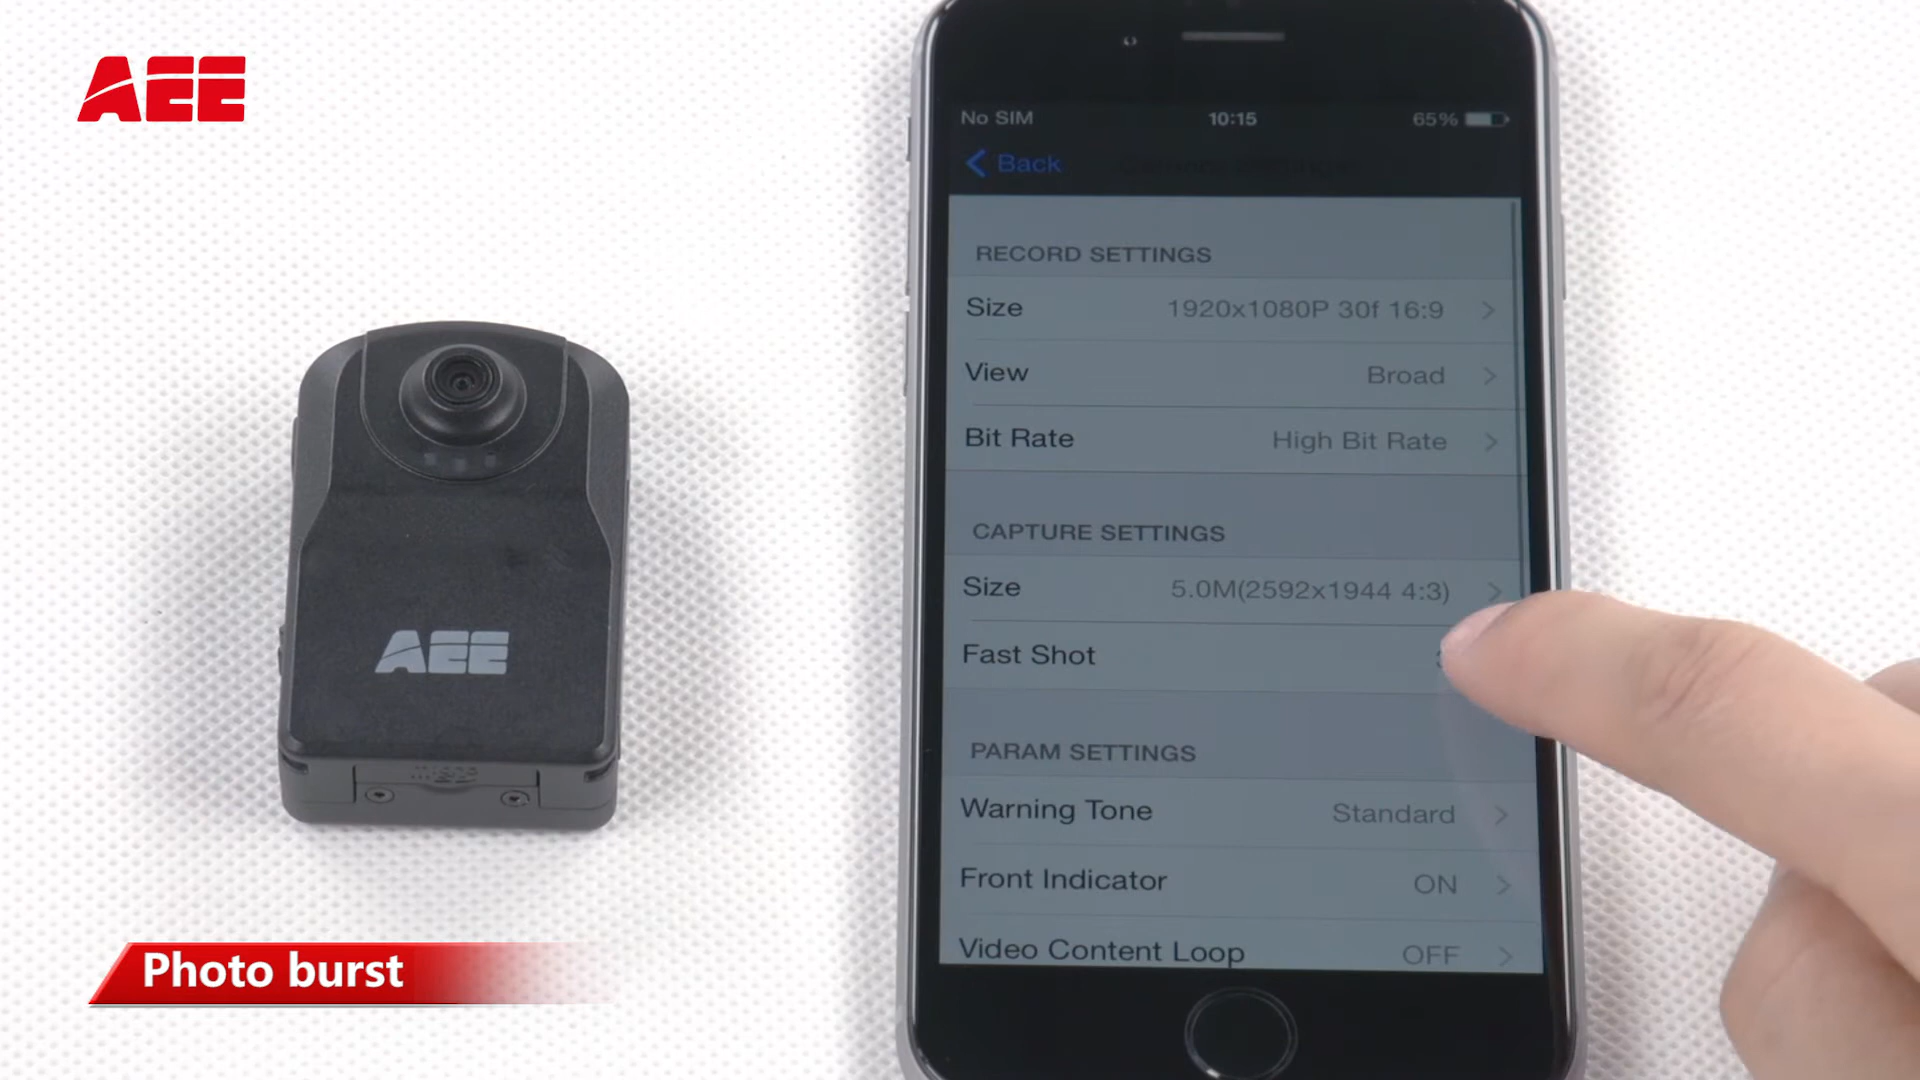 AEE
No SIM 10:15 65%
Back
RECORD SETTINGS
Size 1920x1080P 30f 16:9
View Broad
Bit Rate High Bit Rate
CAPTURE SETTINGS
Size 5.0M(2592x1944 4:3)
Fast Shot
PARAM SETTINGS
Warning Tone Standard
Front Indicator ON
Video Content Loop OFF
AEE
Photo burst